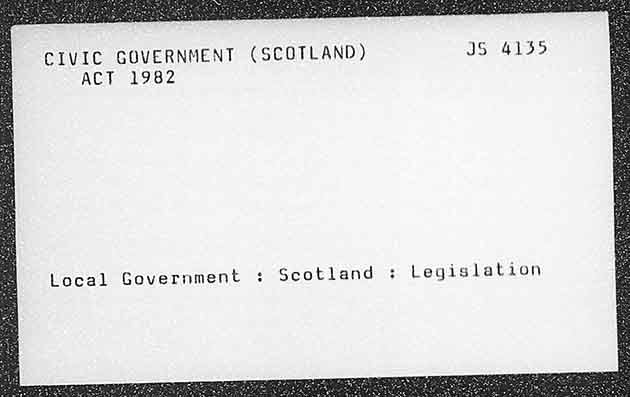 CIVIC GOVERNMENT (SCOTLAND) JS 4135
ACT 1982
Local Government : Scotland : Legislation